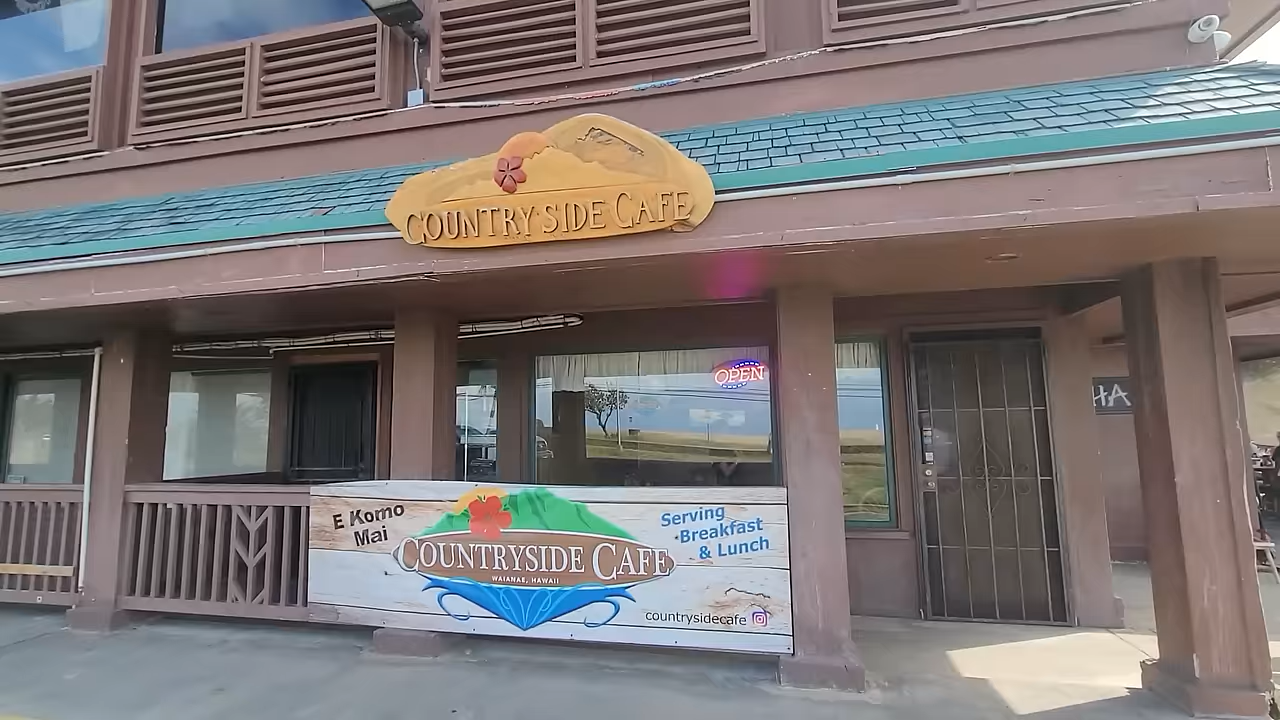 COUNTRY SIDE CAFE
OPEN
HA
E Komo
Mai
COUNTRYSIDE CAFE
WAIANAE, HAWAII
Serving
Breakfast
& Lunch
countrysidecafe